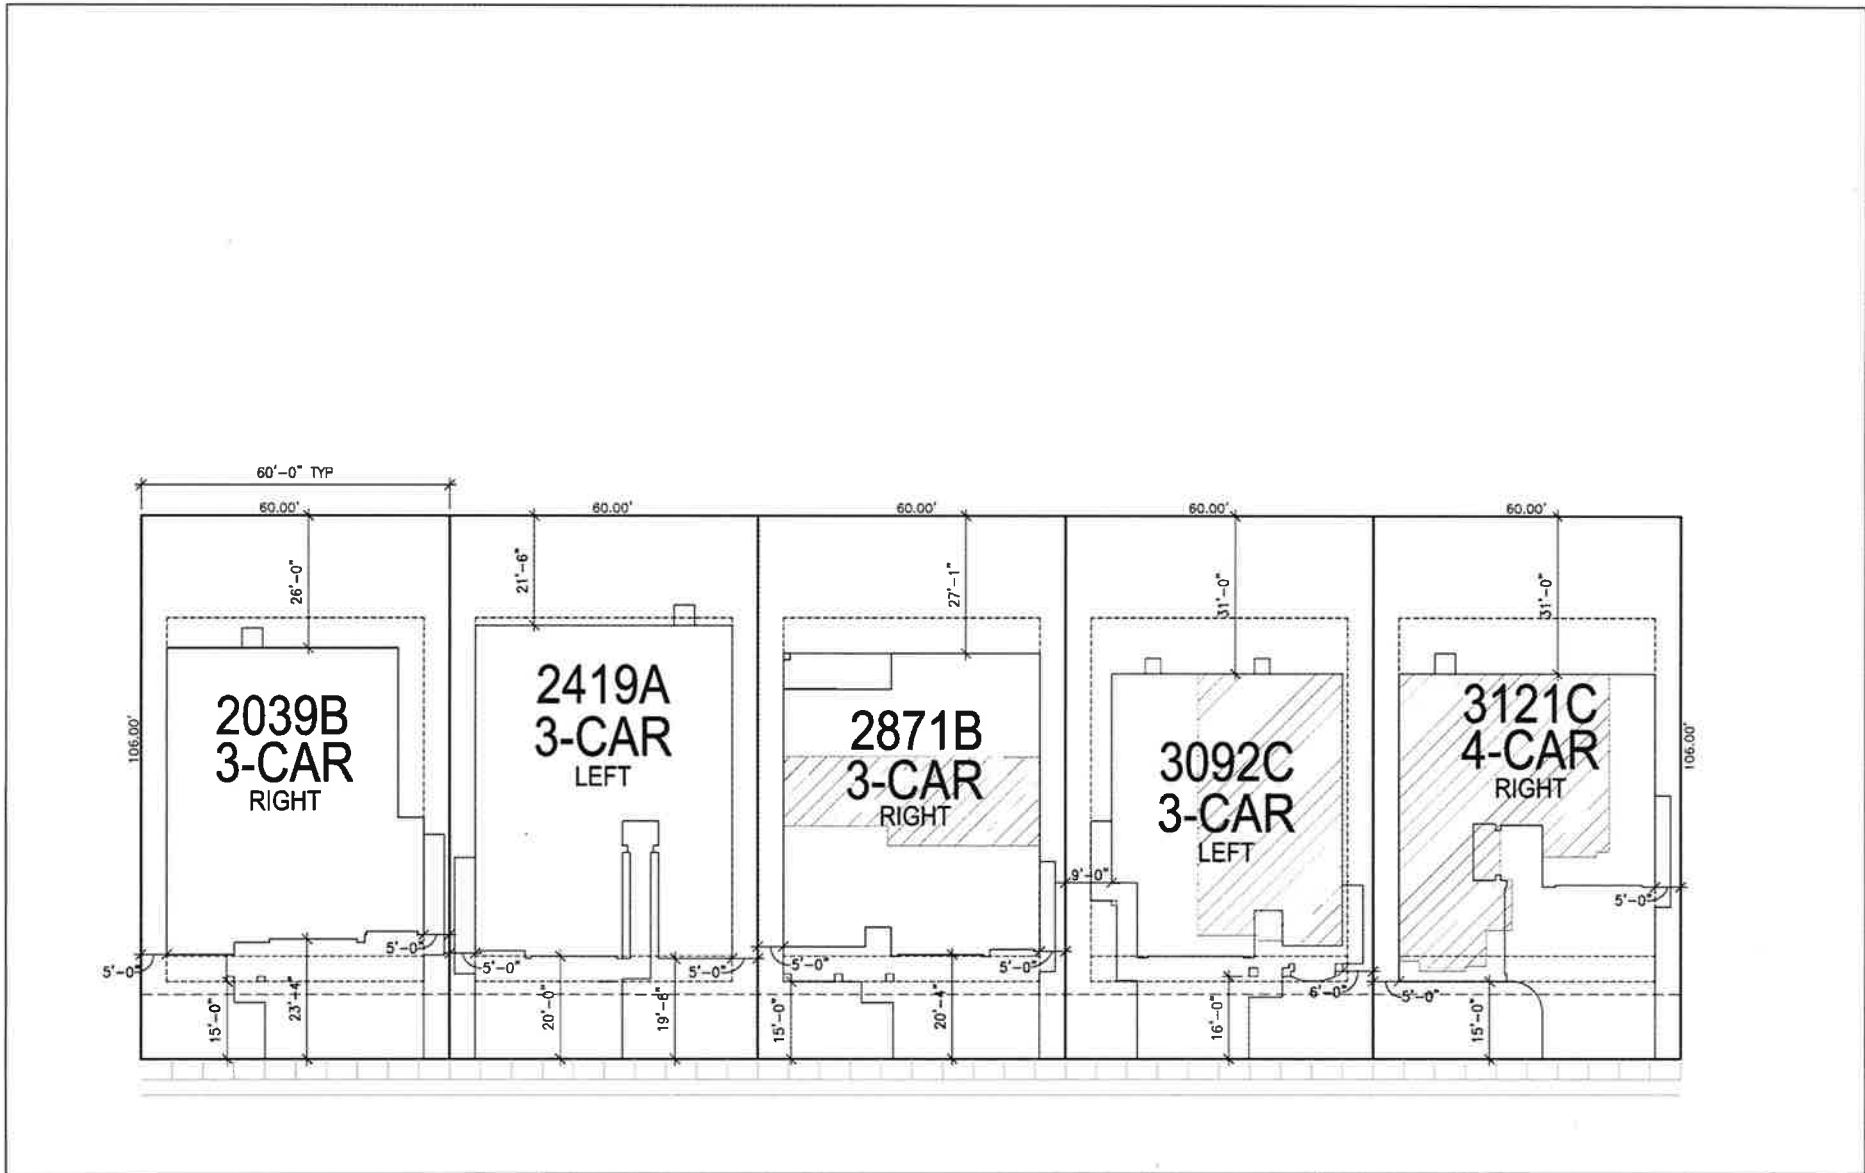 60'-0" TYP
60.00'
60.00'
60.00'
60.00'
60.00'
26'-0"
21'-6"
27'-1"
31'-0"
31'-0"
106.00'
2039B
3-CAR
RIGHT
2419A
3-CAR
LEFT
2871B
3-CAR
RIGHT
3092C
3-CAR
LEFT
3121C
4-CAR
RIGHT
106.00'
5'-0"
5'-0"
15'-0"
23'-4"
5'-0"
5'-0"
20'-0"
19'-6"
5'-0"
5'-0"
15'-0"
20'-4"
9'-0"
6'-0"
16'-0"
5'-0"
5'-0"
15'-0"